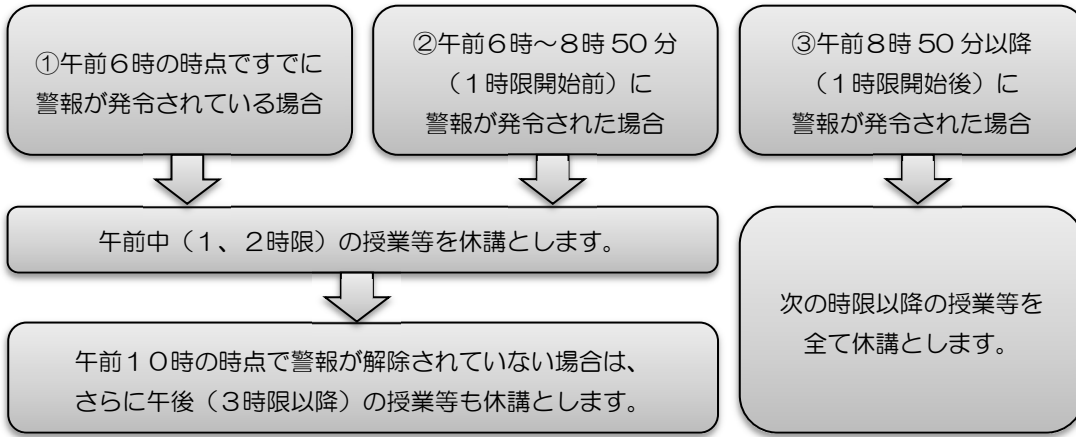 ①午前６時の時点ですでに
警報が発令されている場合
②午前６時～８時 50 分
（１時限開始前）に
警報が発令された場合
③午前８時 50 分以降
（１時限開始後）に
警報が発令された場合
午前中（１、２時限）の授業等を休講とします。
午前１０時の時点で警報が解除されていない場合は、
さらに午後（３時限以降）の授業等も休講とします。
次の時限以降の授業等を
全て休講とします。